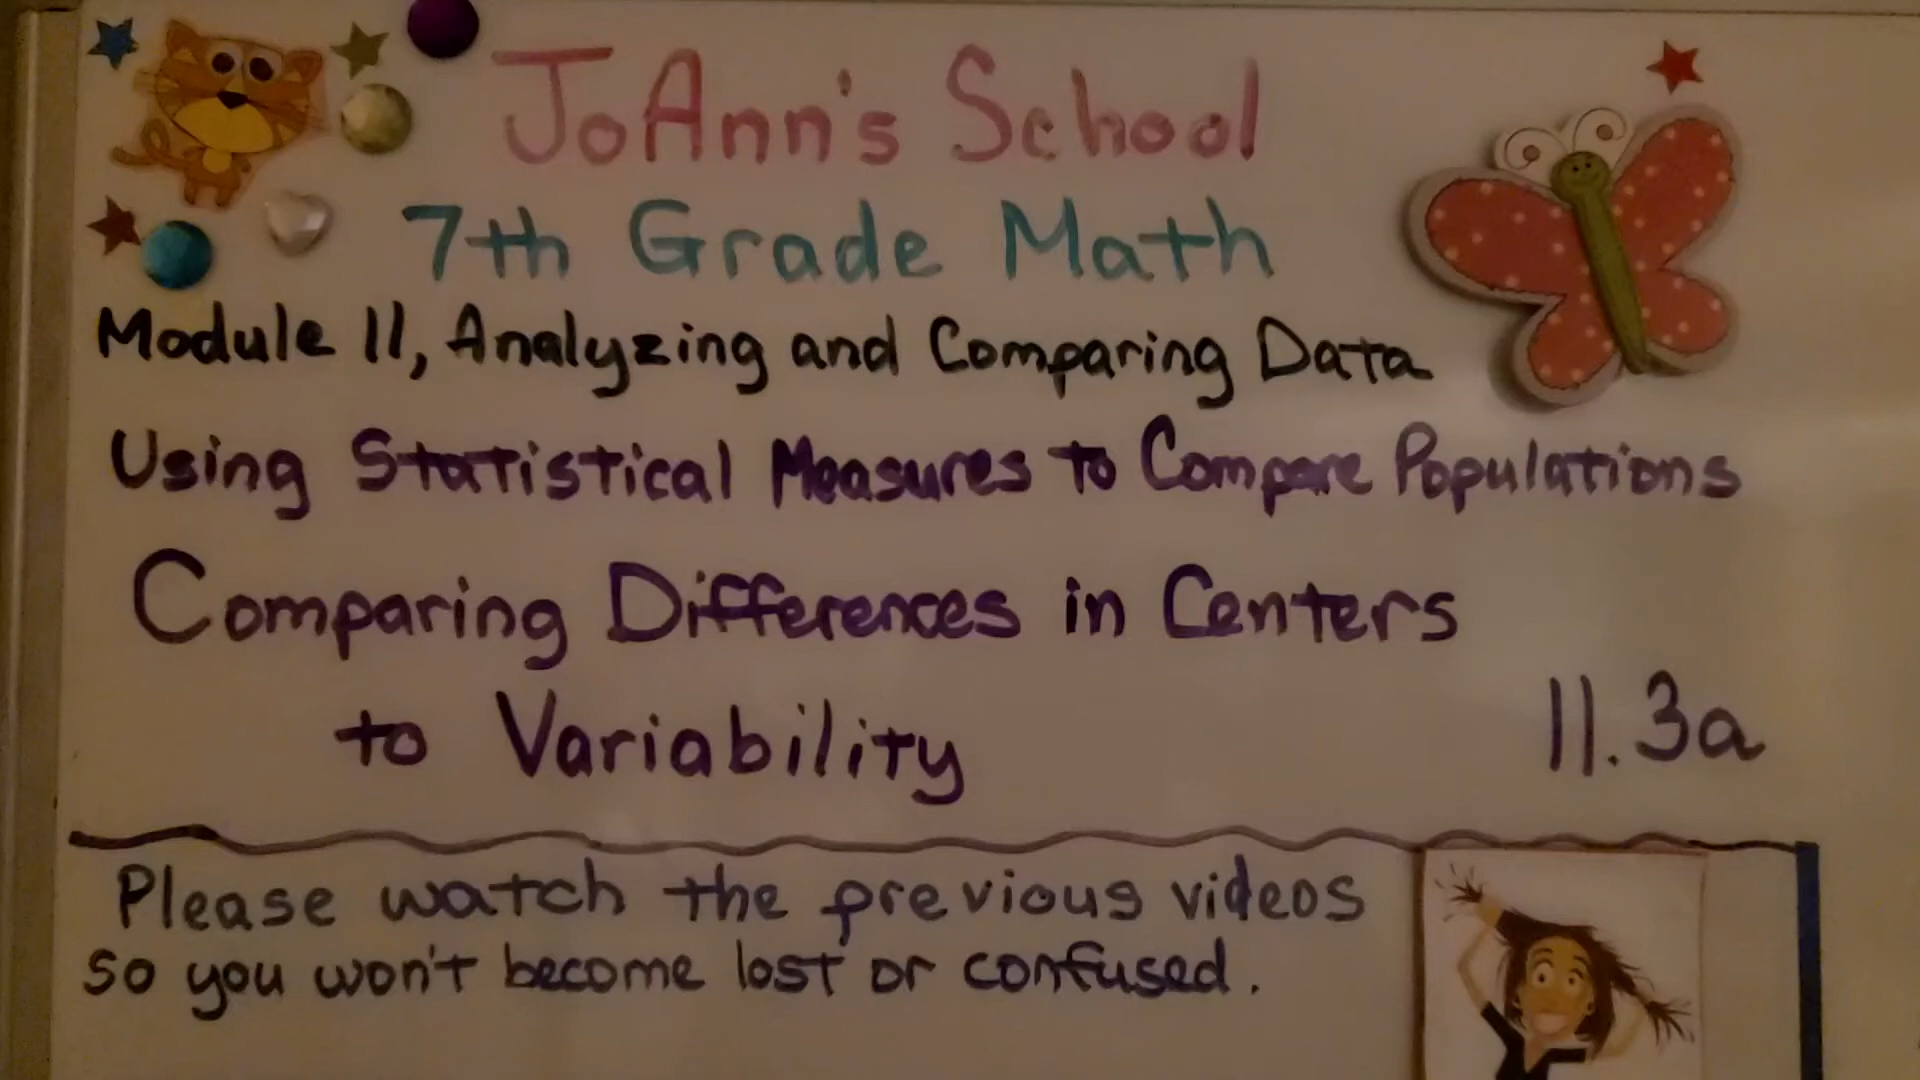 JoAnn's School
7th Grade Math
Module 11, Analyzing and Comparing Data
Using Statistical Measures to Compare Populations
Comparing Differences in Centers
to Variability
11.3a
Please watch the previous videos
so you won't become lost or confused.